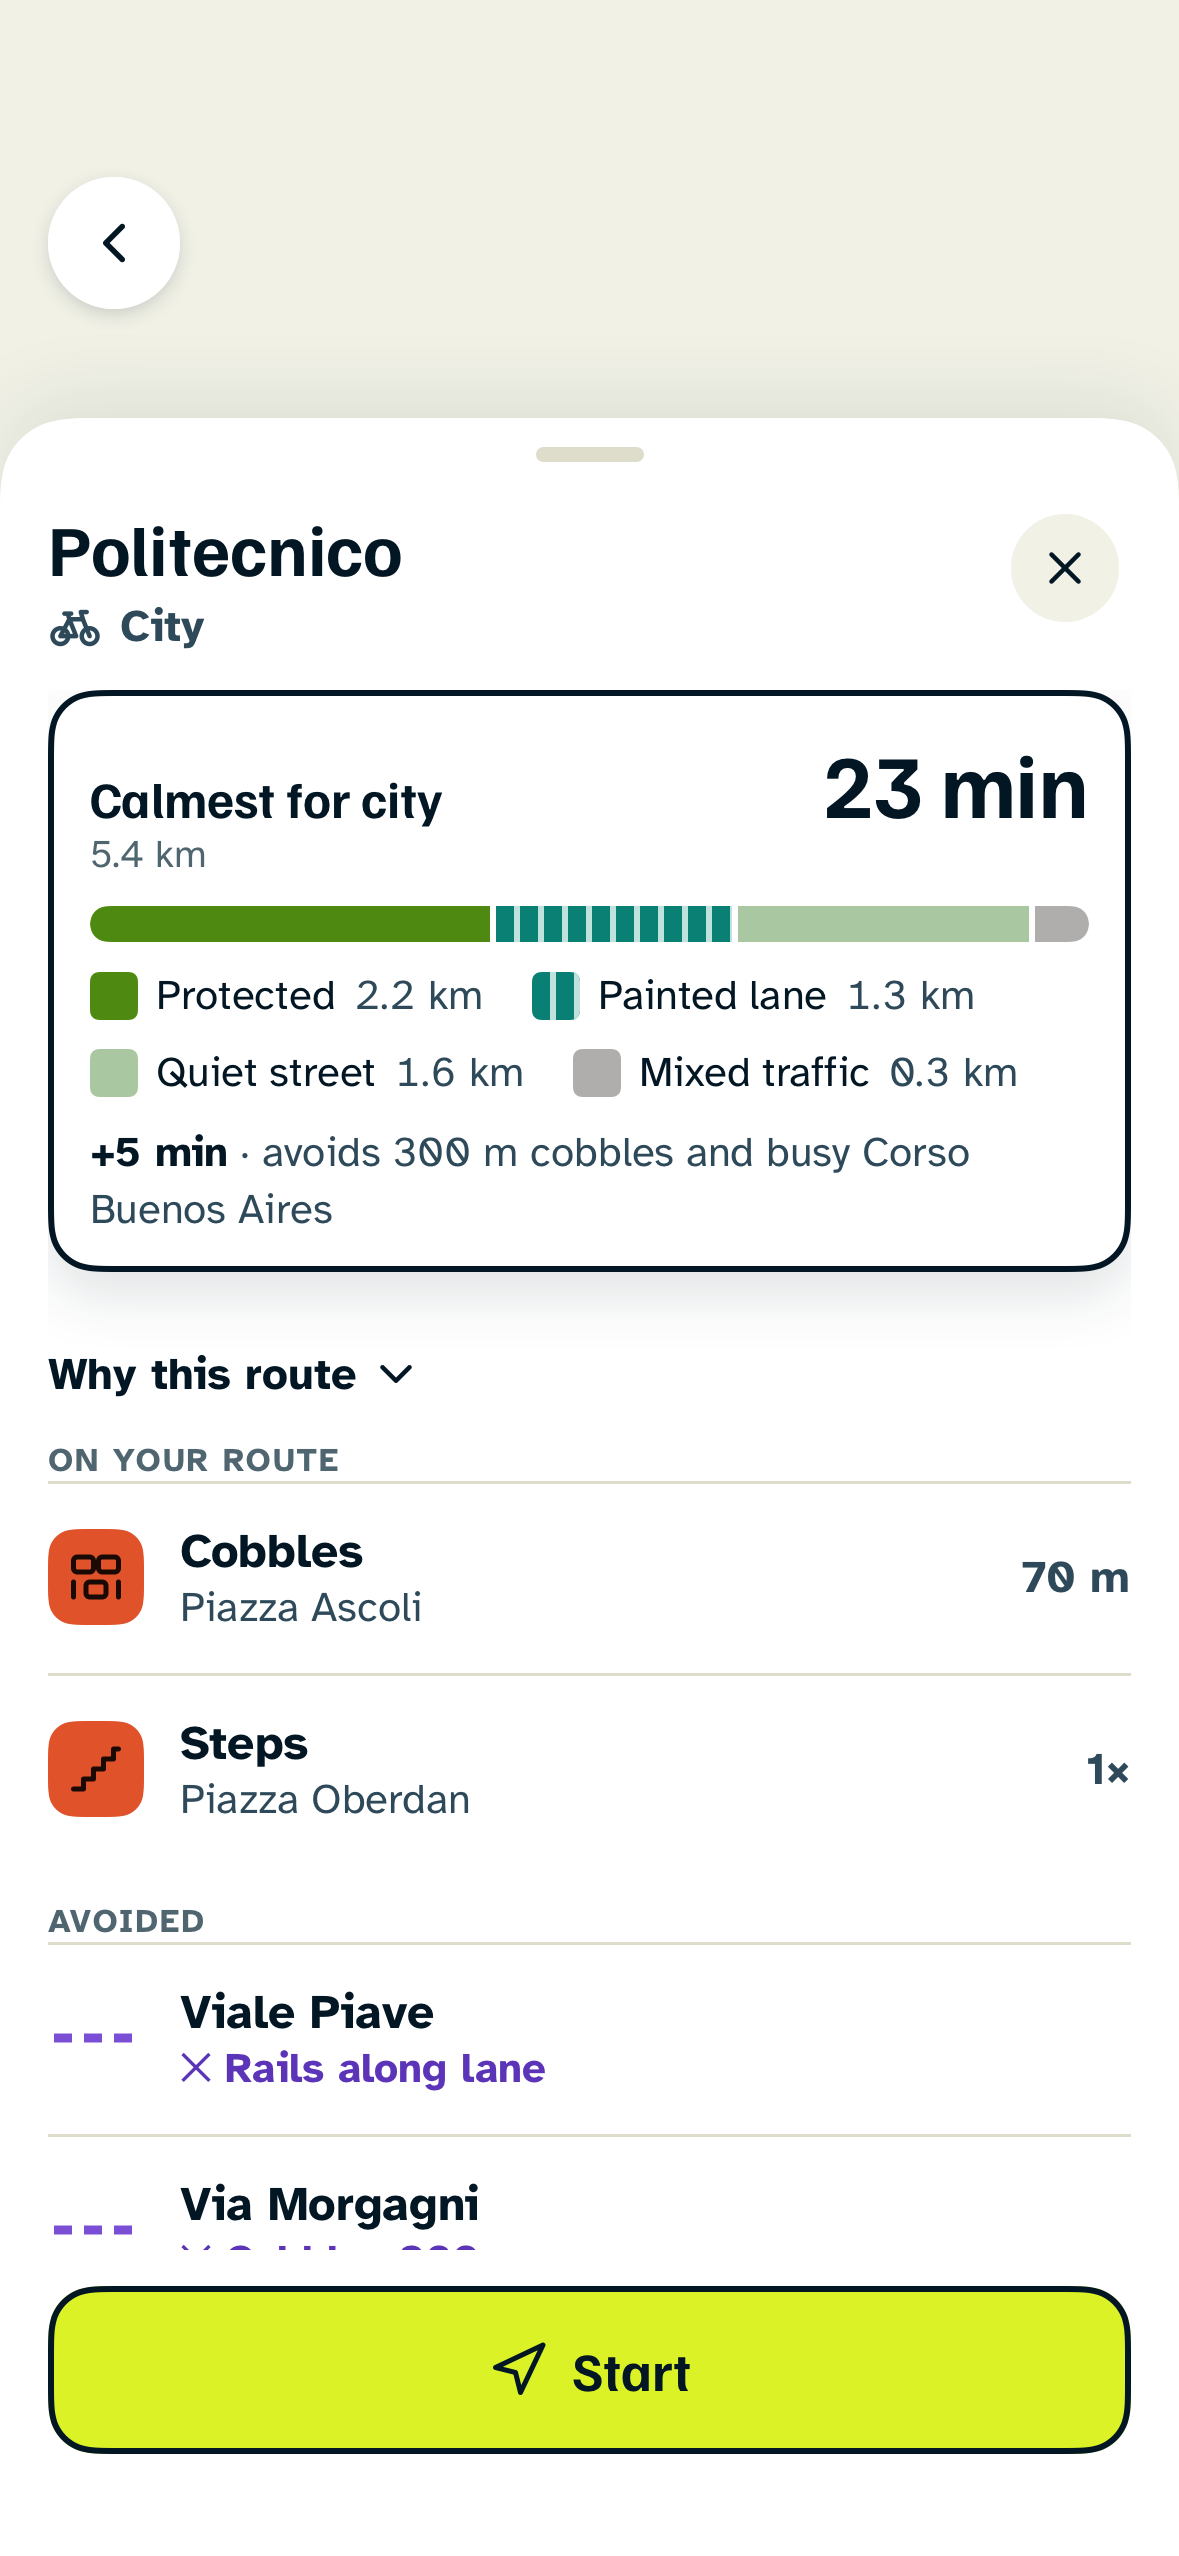 Politecnico
City
Calmest for city
23 min
5.4 km
Protected 2.2 km
Painted lane 1.3 km
Quiet street 1.6 km
Mixed traffic 0.3 km
+5 min · avoids 300 m cobbles and busy Corso
Buenos Aires
Why this route
ON YOUR ROUTE
Cobbles
Piazza Ascoli
70 m
Steps
Piazza Oberdan
1×
AVOIDED
Viale Piave
Rails along lane
Via Morgagni
Start